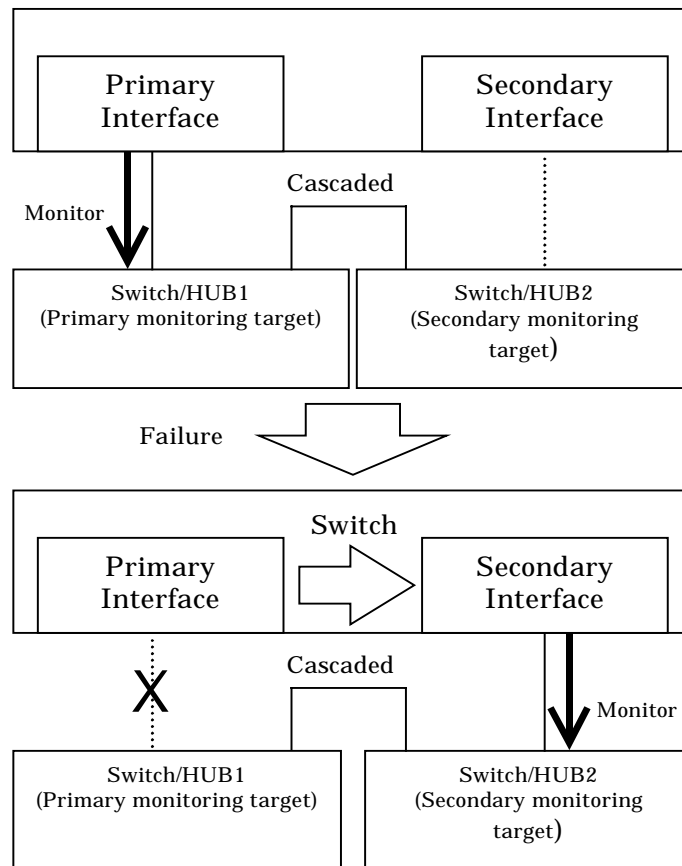 Primary
Interface
Secondary
Interface
Monitor
Cascaded
Switch/HUB1
(Primary monitoring target)
Switch/HUB2
(Secondary monitoring
target)
Failure
Primary
Interface
Switch
Secondary
Interface
X
Cascaded
Monitor
Switch/HUB1
(Primary monitoring target)
Switch/HUB2
(Secondary monitoring
target)